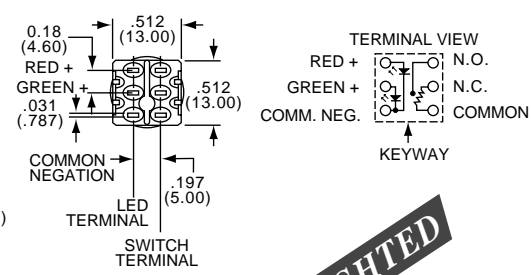 0.18
(4.60)
.512
(13.00)
RED +
GREEN +
.031
(.787)
.512
(13.00)
COMMON
NEGATION
.197
(5.00)
LED
TERMINAL
SWITCH
TERMINAL
)
TERMINAL VIEW
RED +
N.O.
GREEN +
N.C.
COMM. NEG.
COMMON
KEYWAY